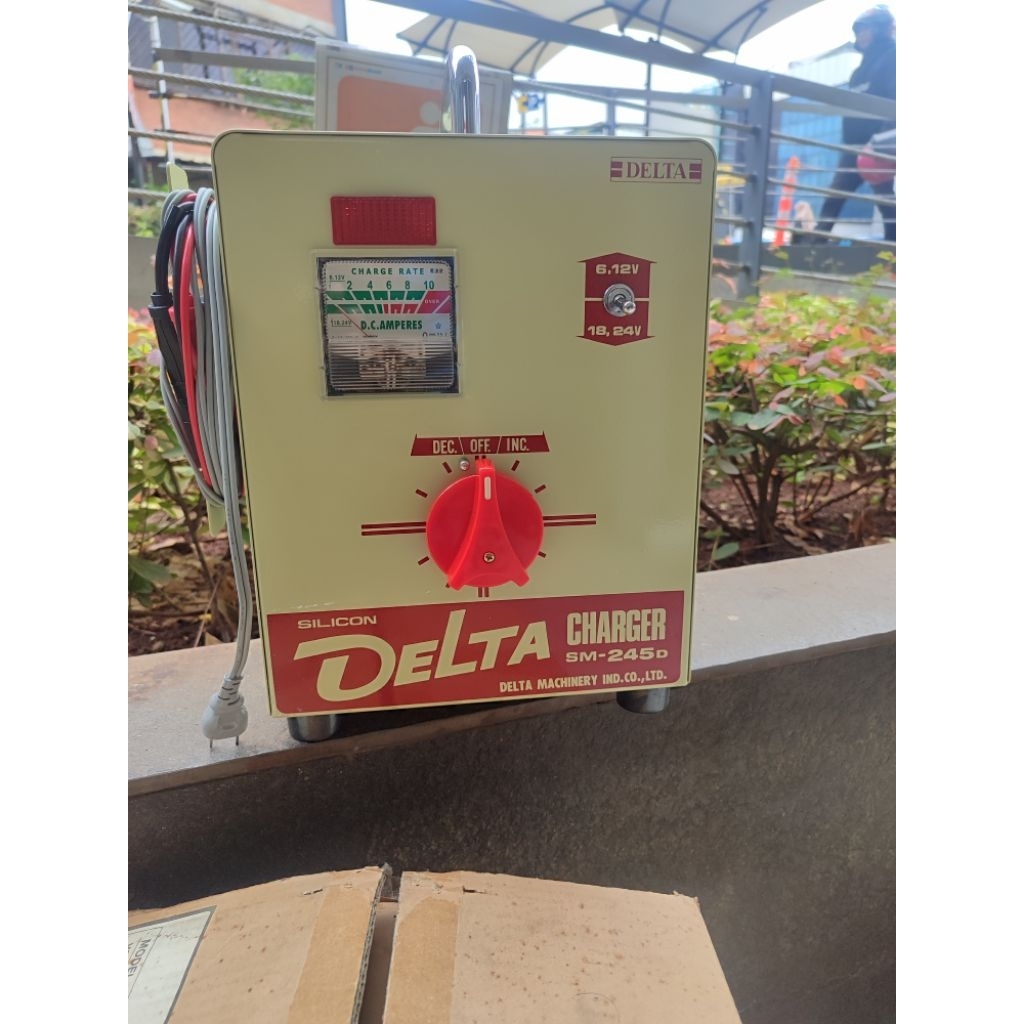 DELTA
CHARGE RATE
6.12V
2 4 6 8 10
OVER
18.24V
D.C.AMPERES
6.12V
18,24V
DEC. OFF. INC.
SILICON
DELTA CHARGER
SM-245D
DELTA MACHINERY IND.CO.,LTD.
MODEL